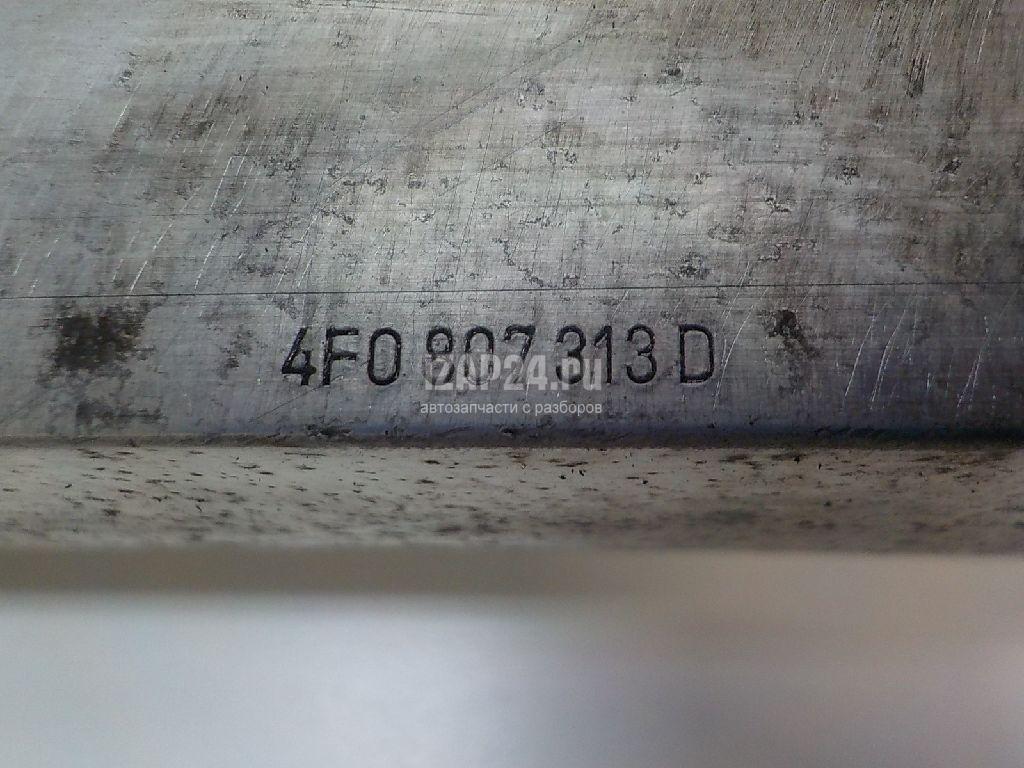 4F0 807 313 D
iZAP24.ru
автозапчасти с разборов